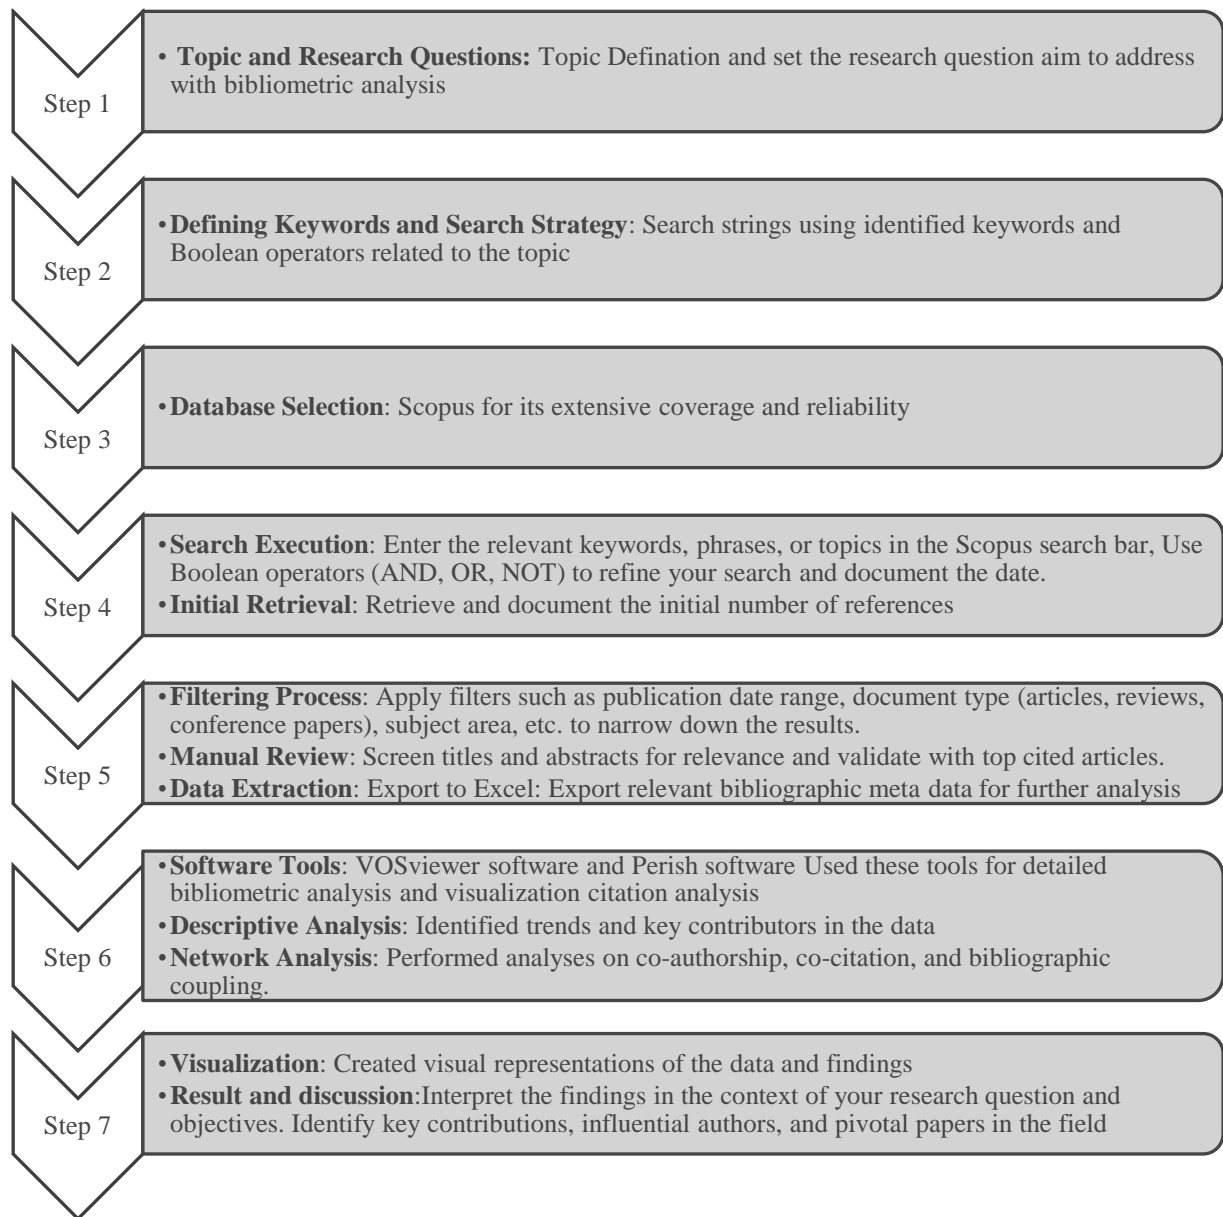 Step 1
• Topic and Research Questions: Topic Defination and set the research question aim to address
with bibliometric analysis
Step 2
•Defining Keywords and Search Strategy: Search strings using identified keywords and
Boolean operators related to the topic
Step 3
•Database Selection: Scopus for its extensive coverage and reliability
Step 4
•Search Execution: Enter the relevant keywords, phrases, or topics in the Scopus search bar, Use
Boolean operators (AND, OR, NOT) to refine your search and document the date.
•Initial Retrieval: Retrieve and document the initial number of references
Step 5
•Filtering Process: Apply filters such as publication date range, document type (articles, reviews,
conference papers), subject area, etc. to narrow down the results.
•Manual Review: Screen titles and abstracts for relevance and validate with top cited articles.
•Data Extraction: Export to Excel: Export relevant bibliographic meta data for further analysis
Step 6
•Software Tools: VOSviewer software and Perish software Used these tools for detailed
bibliometric analysis and visualization citation analysis
•Descriptive Analysis: Identified trends and key contributors in the data
•Network Analysis: Performed analyses on co-authorship, co-citation, and bibliographic
coupling.
Step 7
•Visualization: Created visual representations of the data and findings
•Result and discussion:Interpret the findings in the context of your research question and
objectives. Identify key contributions, influential authors, and pivotal papers in the field